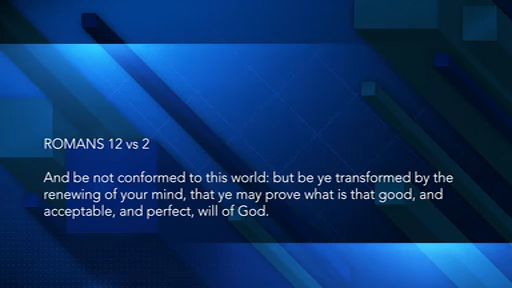 ROMANS 12 vs 2
And be not conformed to this world: but be ye transformed by the
renewing of your mind, that ye may prove what is that good, and
acceptable, and perfect, will of God.